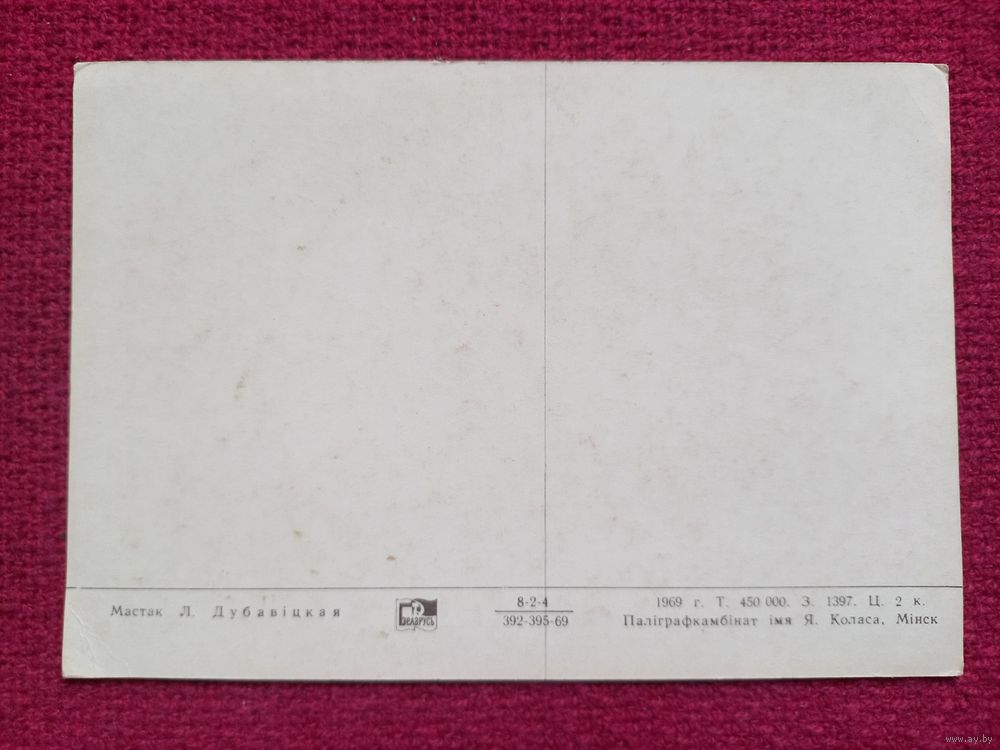 Мастак Л. Дубавіцкая
БЕЛАРУСЬ
8-2-4
392-395-69
1969 г. Т. 450 000. З. 1397. Ц. 2 к.
Паліграфкамбінат імя Я. Коласа, Мінск
www.ay.by